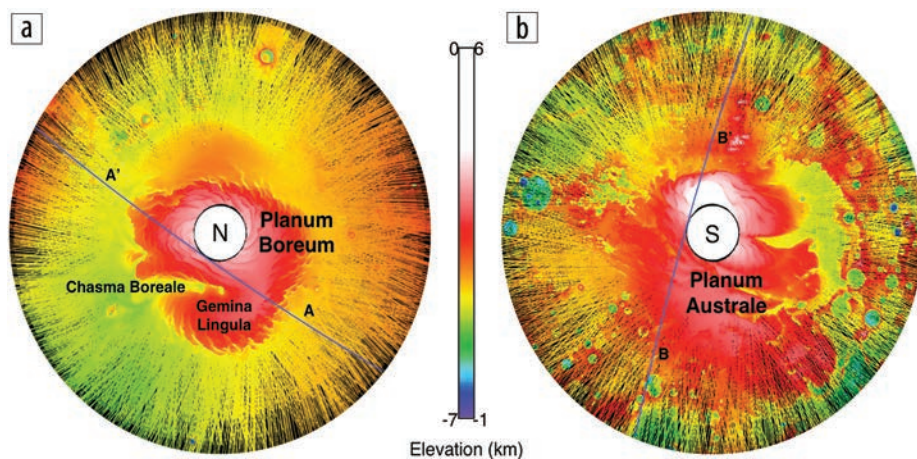 a
A'
N
Planum
Boreum
Chasma Boreale
Gemina
Lingula
A
0 6
-7 -1
Elevation (km)
b
B'
S
Planum
Australe
B